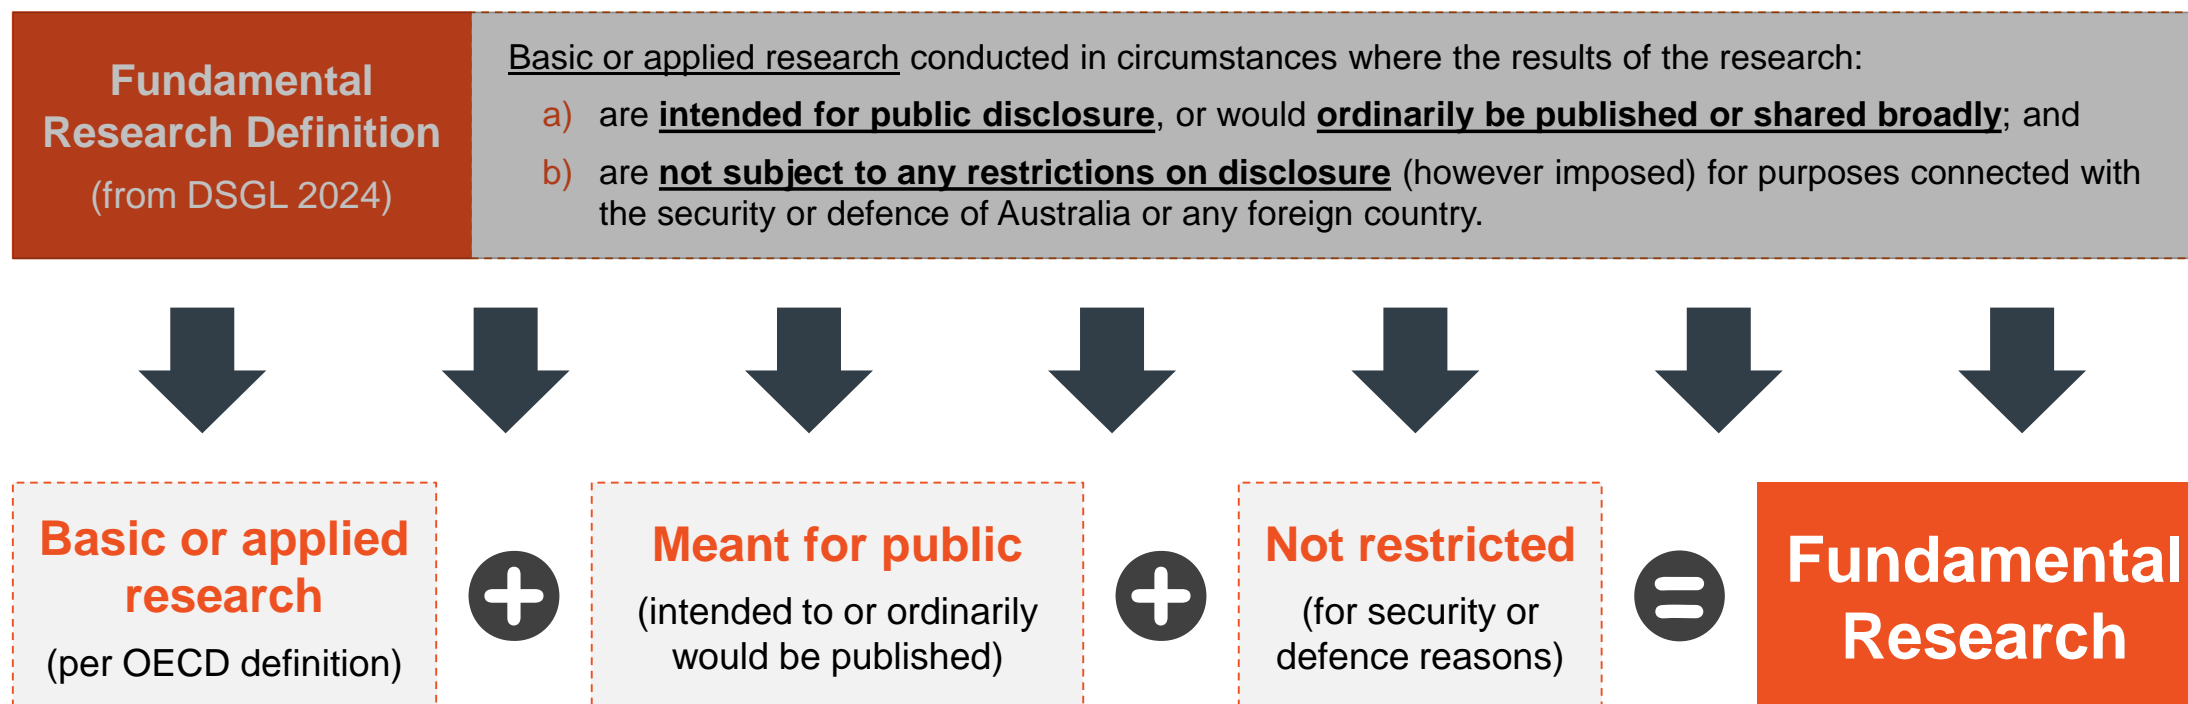 Fundamental
Research Definition
(from DSGL 2024)
Basic or applied research conducted in circumstances where the results of the research:
a) are intended for public disclosure, or would ordinarily be published or shared broadly; and
b) are not subject to any restrictions on disclosure (however imposed) for purposes connected with
the security or defence of Australia or any foreign country.
Basic or applied
research
(per OECD definition)
Meant for public
(intended to or ordinarily
would be published)
Not restricted
(for security or
defence reasons)
Fundamental
Research